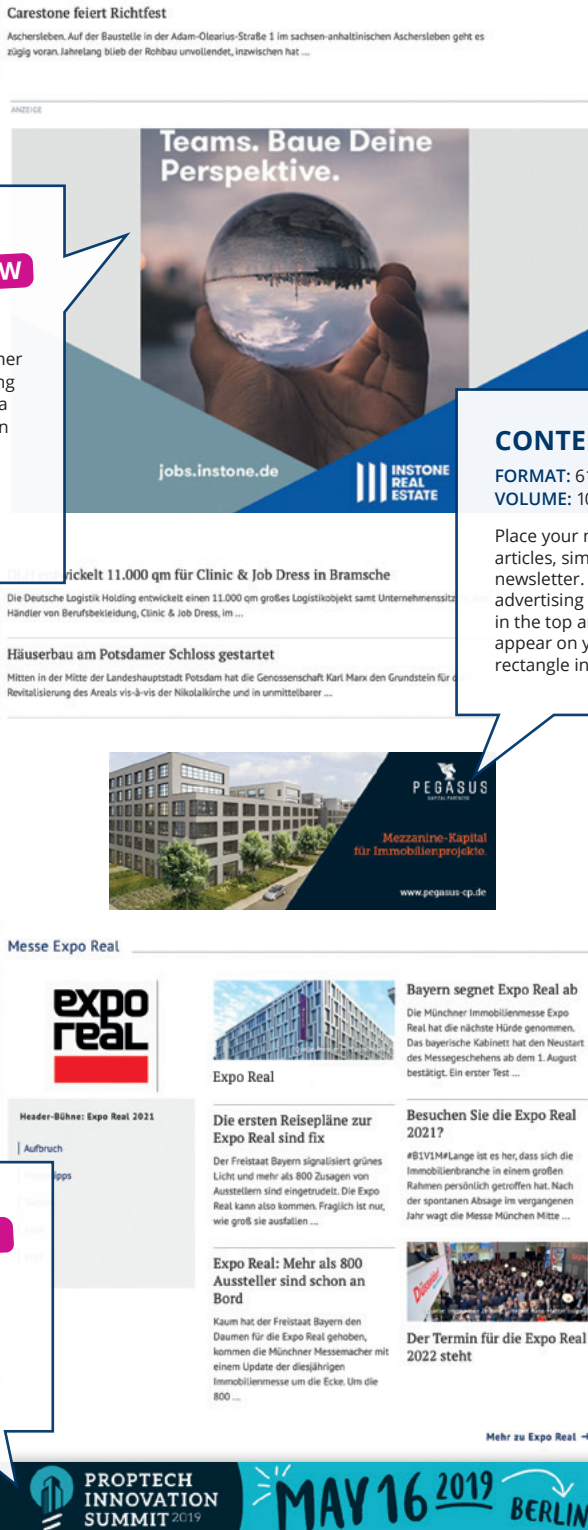 Carestone feiert Richtfest
Aschersleben. Auf der Baustelle in der Adam-Olearius-Straße 1 im sachsen-anhaltinischen Aschersleben geht es
zügig voran. Jahrelang blieb der Rohbau unvollendet, inzwischen hat ...
ANZEIGE
Teams. Baue Deine
Perspektive.
jobs.instone.de
INSTONE
REAL
ESTATE
FORMAT:
VOLUME:
Place your
articles,
newsletter.
advertising
in the top
appear on
rectangle
entwickelt 11.000 qm für Clinic & Job Dress in Bramsche
Die Deutsche Logistik Holding entwickelt einen 11.000 qm großes Logistikobjekt samt
Händler von Berufsbekleidung, Clinic & Job Dress, im ...
Häuserbau am Potsdamer Schloss gestartet
Mitten in der Mitte der Landeshauptstadt Potsdam hat die Genossenschaft Karl Marx den Grundstein für
Revitalisierung des Areals vis-à-vis der Nikolaikirche und in unmittelbarer ...
PEGASUS
CAPITAL PARTNERS
Mezzanine-Kapital
für Immobilienprojekte.
www.pegasus-cp.de
Messe Expo Real
expo
real
Header-Bühne: Expo Real 2021
Aufbruch
Expo Real
Die ersten Reisepläne zur
Expo Real sind fix
Der Freistaat Bayern signalisiert grünes
Licht und mehr als 800 Zusagen von
Ausstellern sind eingetrudelt. Die Expo
Real kann also kommen. Fraglich ist nur,
wie groß sie ausfallen ...
Expo Real: Mehr als 800
Aussteller sind schon an
Bord
Kaum hat der Freistaat Bayern den
Daumen für die Expo Real gehoben,
kommen die Münchner Messemacher mit
einem Update der diesjährigen
Immobilienmesse um die Ecke. Um die
800 ...
Bayern segnet Expo Real ab
Die Münchner Immobilienmesse Expo
Real hat die nächste Hürde genommen.
Das bayerische Kabinett hat den Neustart
des Messegeschehens ab dem 1. August
bestätigt. Ein erster Test ...
Besuchen Sie die Expo Real
2021?
#B1V1M#Lange ist es her, dass sich die
Immobilienbranche in einem großen
Rahmen persönlich getroffen hat. Nach
der spontanen Absage im vergangenen
Jahr wagt die Messe München Mitte ...
Düsseldorf
Der Termin für die Expo Real
2022 steht
Mehr zu Expo Real
PROPTECH
INNOVATION
SUMMIT 2019
MAY 16 2019
BERLIN